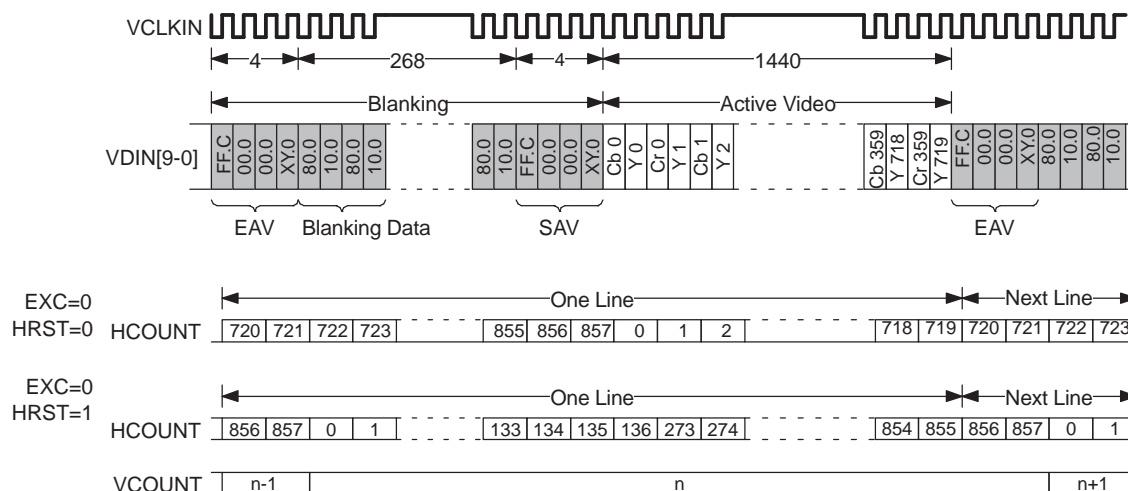 VCLKIN
4 268 4 1440
Blanking Active Video
VDIN[9-0] FF.C 00.0 00.0 XY.0 80.0 10.0 80.0 10.0 80.0 10.0 FF.C 00.0 00.0 XY.0 Cb 0 Y 0 Cr 0 Y 1 Cb 1 Y 2 Cb 359 Y 718 Cr 359 Y 719 FF.C 00.0 00.0 XY.0 80.0 10.0 80.0 10.0
EAV Blanking Data SAV EAV
EXC=0
HRST=0
One Line Next Line
HCOUNT 720 721 722 723 855 856 857 0 1 2 718 719 720 721 722 723
EXC=0
HRST=1
One Line Next Line
HCOUNT 856 857 0 1 133 134 135 136 273 274 854 855 856 857 0 1
VCOUNT n-1 n n+1